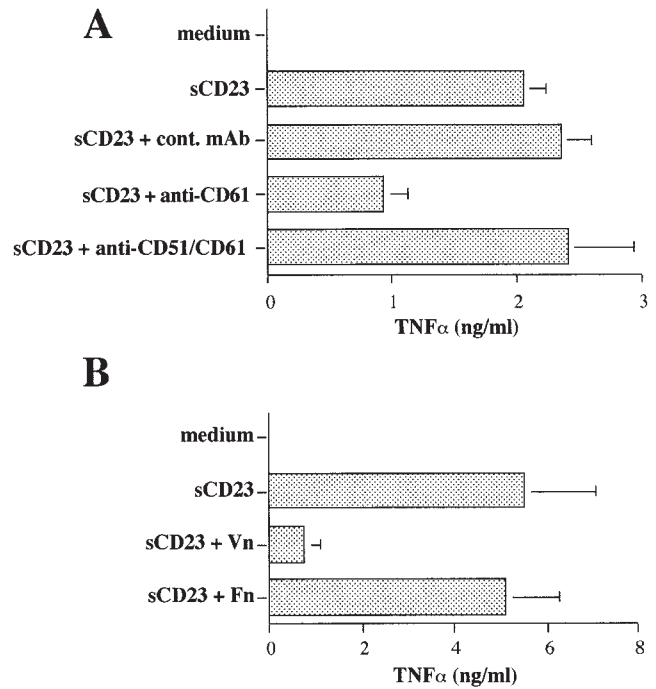 A
medium
sCD23
sCD23 + cont. mAb
sCD23 + anti-CD61
sCD23 + anti-CD51/CD61
0 1 2 3
TNFα (ng/ml)
B
medium
sCD23
sCD23 + Vn
sCD23 + Fn
0 2 4 6 8
TNFα (ng/ml)